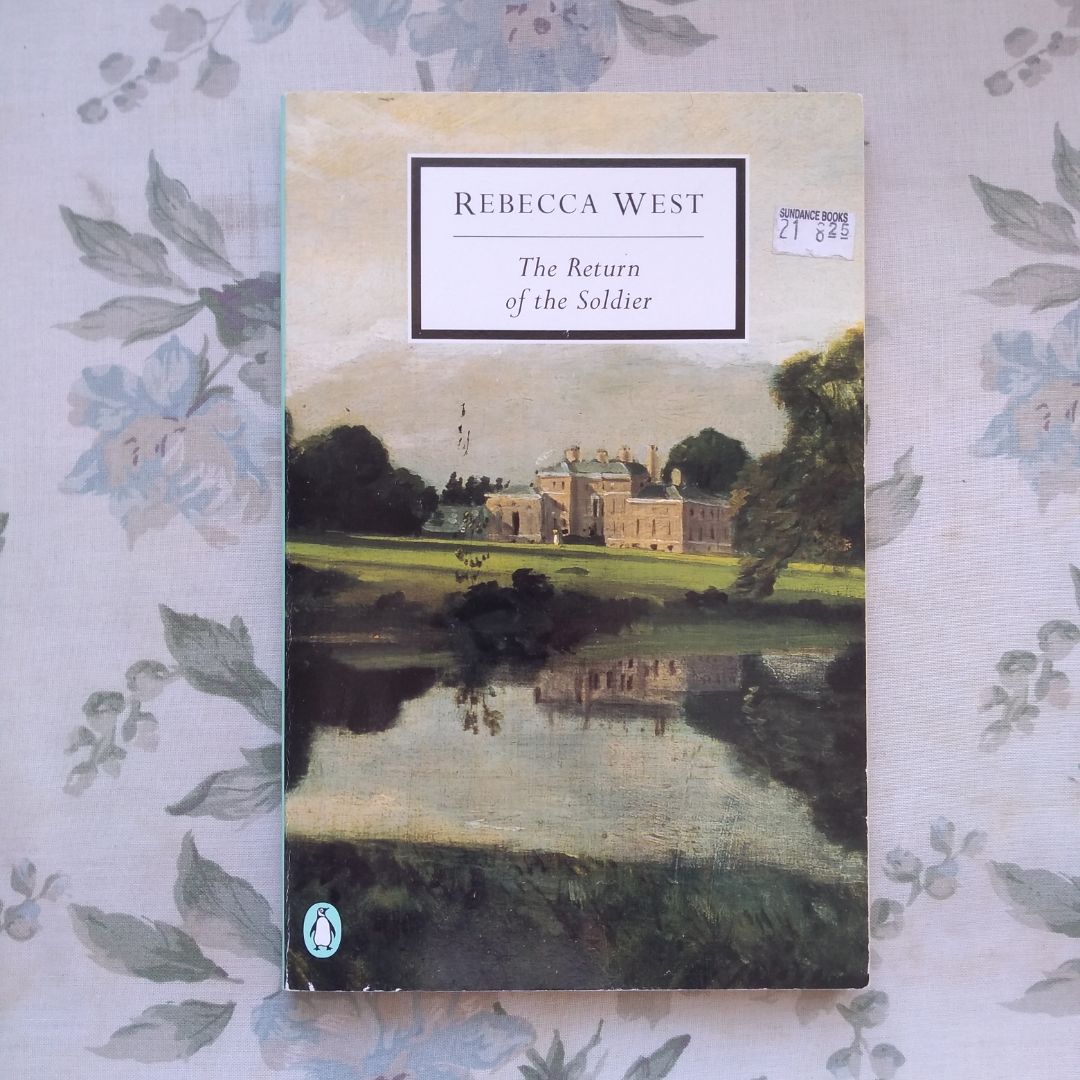 REBECCA WEST
The Return
of the Soldier
SUNDANCE BOOKS
21 825